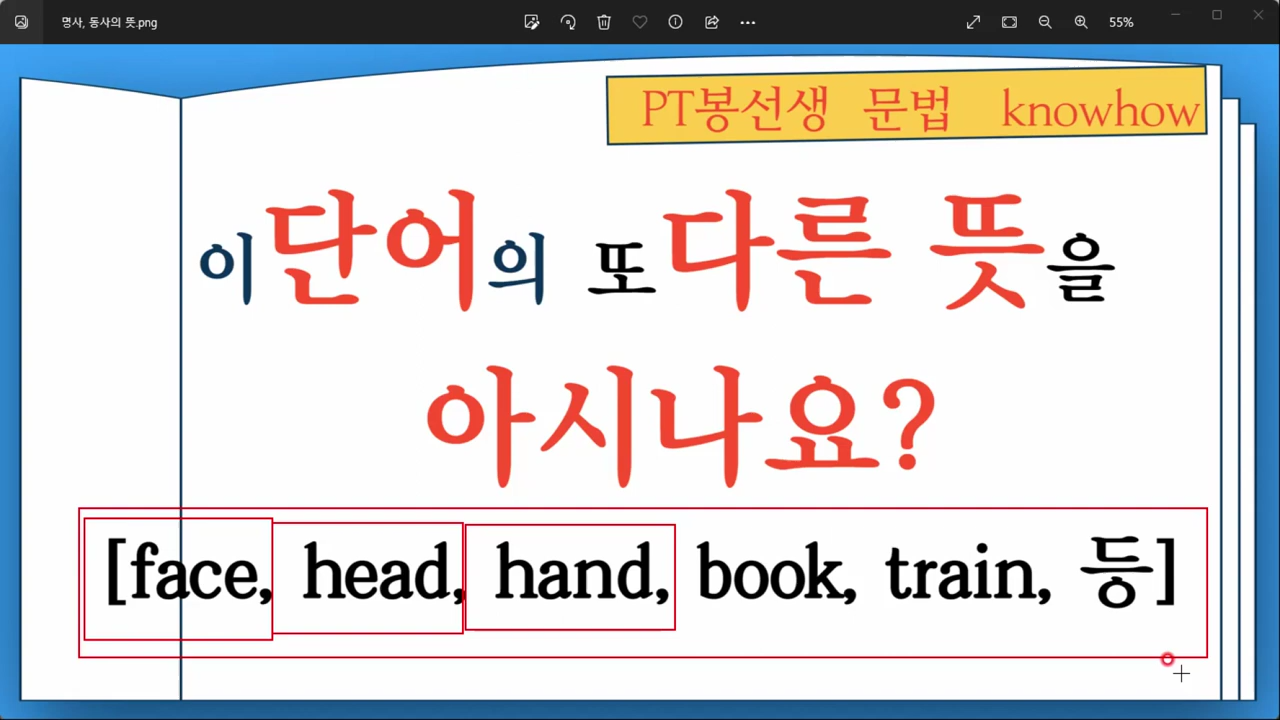 명사, 동사의 뜻.png
55%
PT봉선생 문법 knowhow
이단어의 또다른 뜻을
아시나요?
[face, head, hand, book, train, 등]